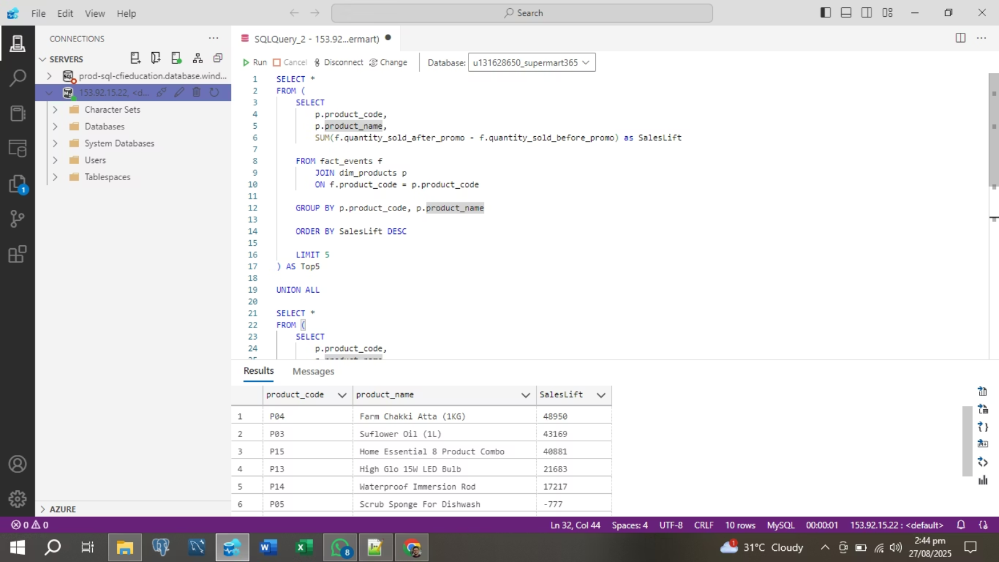 File Edit View Help
Search
CONNECTIONS
SERVERS
prod-sql-cfieducation.database.wind...
153.92.15.22, <d...
Character Sets
Databases
System Databases
Users
Tablespaces
AZURE
1
SQLQuery_2 - 153.92...ermart)
Run Cancel Disconnect Change Database: u131628650_supermart365
1 SELECT *
2 FROM (
3 SELECT
4 p.product_code,
5 p.product_name,
6 SUM(f.quantity_sold_after_promo - f.quantity_sold_before_promo) as SalesLift
7
8 FROM fact_events f
9 JOIN dim_products p
10 ON f.product_code = p.product_code
11
12 GROUP BY p.product_code, p.product_name
13
14 ORDER BY SalesLift DESC
15
16 LIMIT 5
17 ) AS Top5
18
19 UNION ALL
20
21 SELECT *
22 FROM (
23 SELECT
24 p.product_code,
Results Messages
product_code product_name SalesLift
1 P04 Farm Chakki Atta (1KG) 48950
2 P03 Suflower Oil (1L) 43169
3 P15 Home Essential 8 Product Combo 40881
4 P13 High Glo 15W LED Bulb 21683
5 P14 Waterproof Immersion Rod 17217
6 P05 Scrub Sponge For Dishwash -777
0 0 Ln 32, Col 44 Spaces: 4 UTF-8 CRLF 10 rows MySQL 00:00:01 153.92.15.22 : <default>
8
1 31°C Cloudy
2:44 pm
27/08/2025